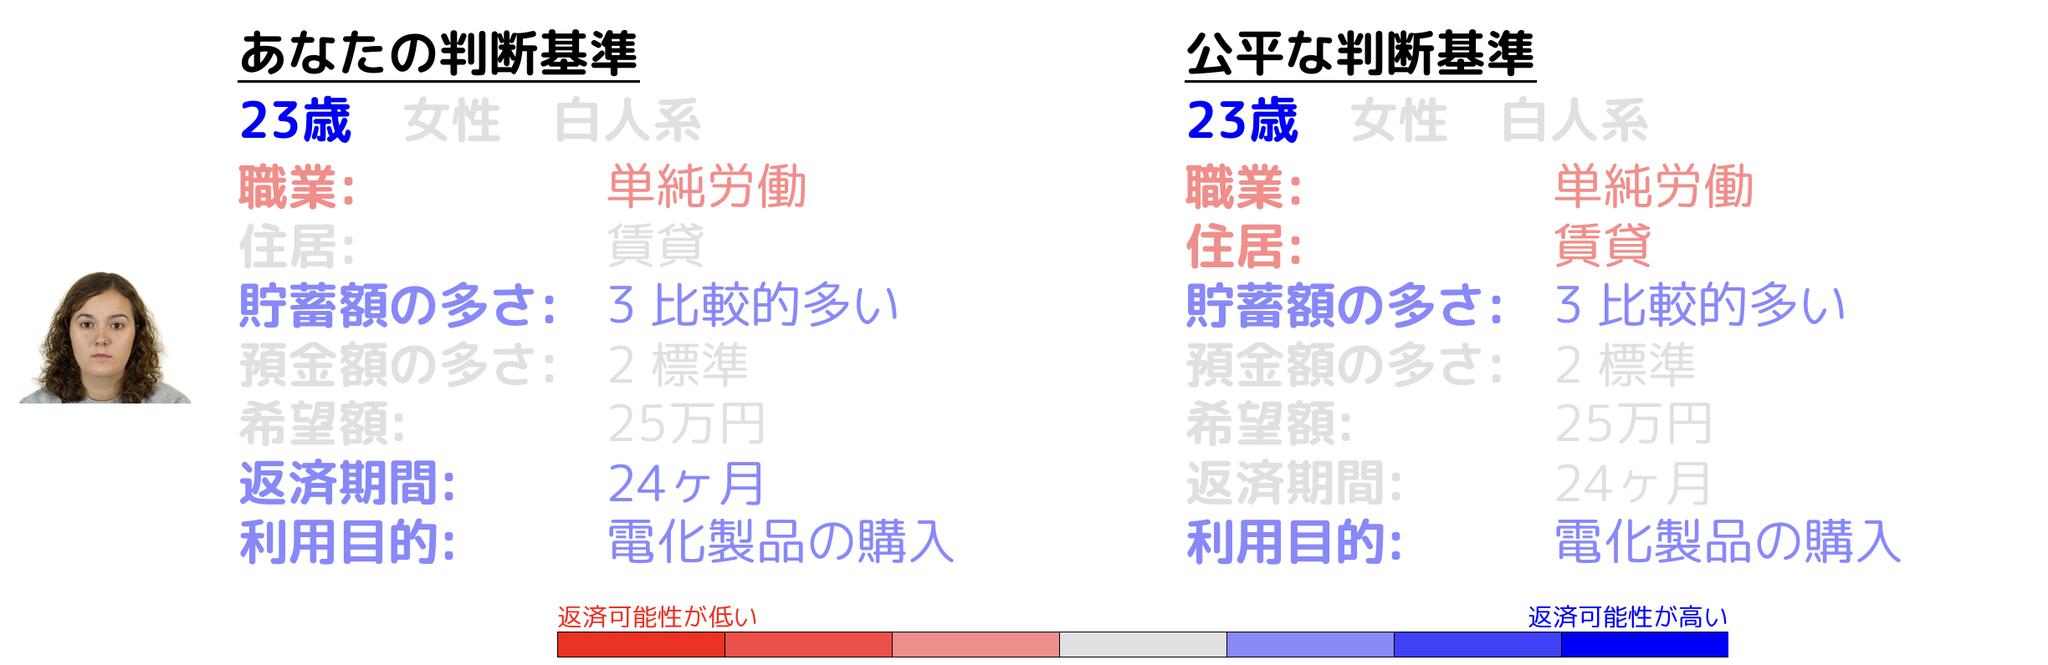 あなたの判断基準
23歳 女性 白人系
職業: 単純労働
住居: 賃貸
貯蓄額の多さ: 3 比較的多い
預金額の多さ: 2 標準
希望額: 25万円
返済期間: 24ヶ月
利用目的: 電化製品の購入
公平な判断基準
23歳 女性 白人系
職業: 単純労働
住居: 賃貸
貯蓄額の多さ: 3 比較的多い
預金額の多さ: 2 標準
希望額: 25万円
返済期間: 24ヶ月
利用目的: 電化製品の購入
返済可能性が低い
返済可能性が高い